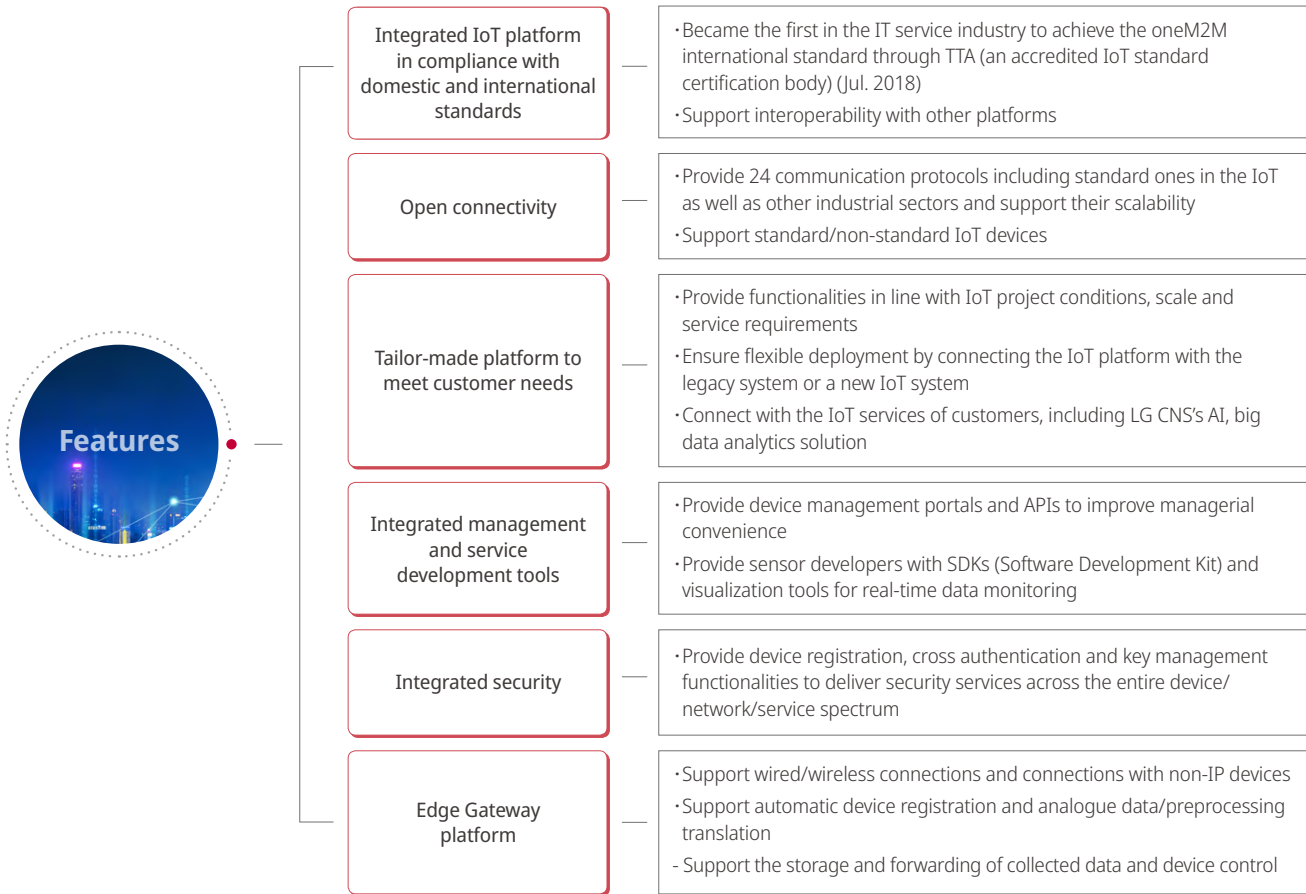 Features
Integrated IoT platform
in compliance with
domestic and international
standards
·Became the first in the IT service industry to achieve the oneM2M
international standard through TTA (an accredited IoT standard
certification body) (Jul. 2018)
·Support interoperability with other platforms
Open connectivity
·Provide 24 communication protocols including standard ones in the IoT
as well as other industrial sectors and support their scalability
·Support standard/non-standard IoT devices
Tailor-made platform to
meet customer needs
·Provide functionalities in line with IoT project conditions, scale and
service requirements
·Ensure flexible deployment by connecting the IoT platform with the
legacy system or a new IoT system
·Connect with the IoT services of customers, including LG CNS’s AI, big
data analytics solution
Integrated management
and service
development tools
·Provide device management portals and APIs to improve managerial
convenience
·Provide sensor developers with SDKs (Software Development Kit) and
visualization tools for real-time data monitoring
Integrated security
·Provide device registration, cross authentication and key management
functionalities to deliver security services across the entire device/
network/service spectrum
Edge Gateway
platform
·Support wired/wireless connections and connections with non-IP devices
·Support automatic device registration and analogue data/preprocessing
translation
- Support the storage and forwarding of collected data and device control